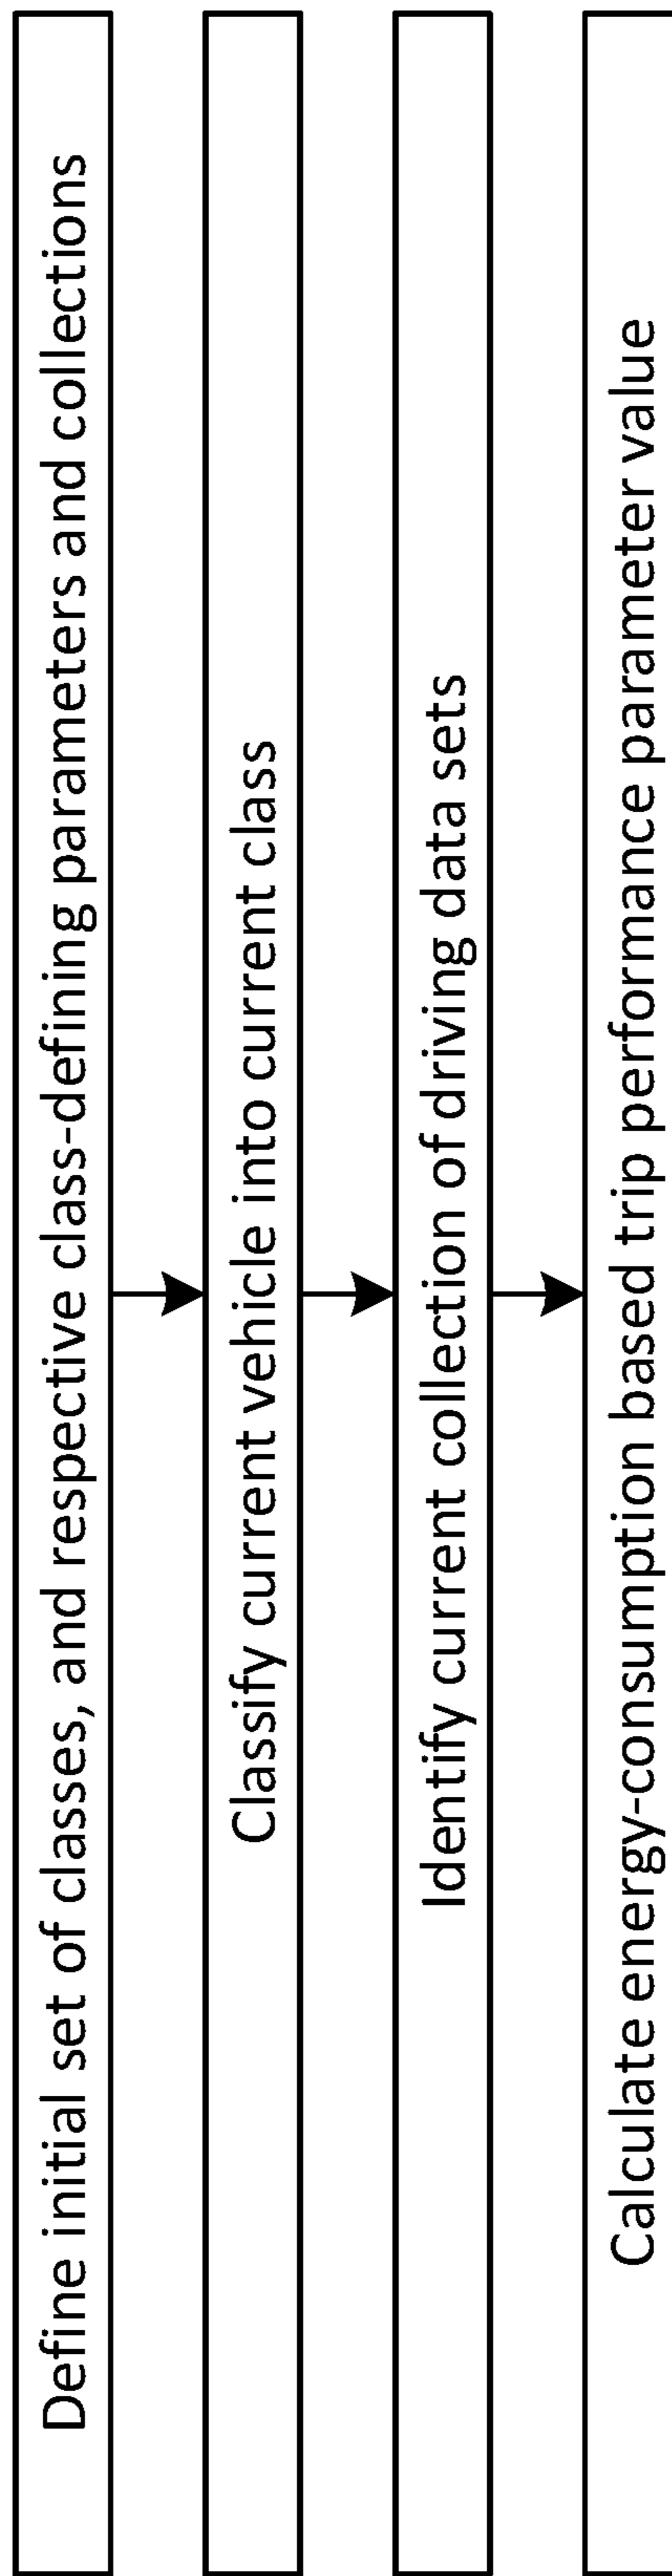 Define initial set of classes, and respective class-defining parameters and collections
Classify current vehicle into current class
Identify current collection of driving data sets
Calculate energy-consumption based trip performance parameter value